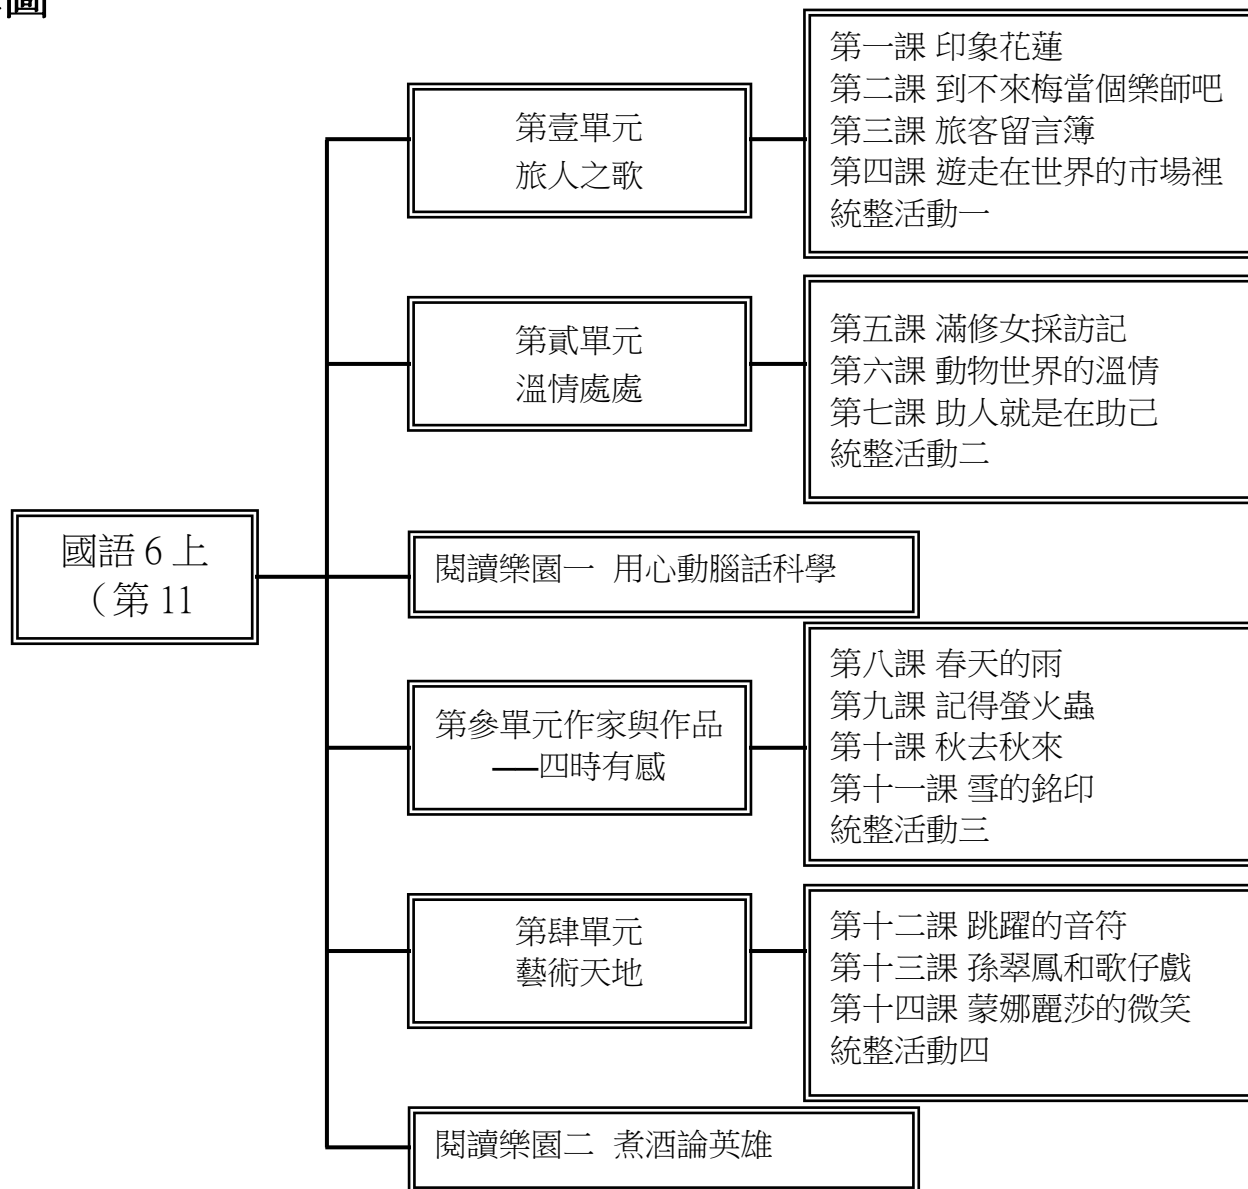 圖
國語 6 上
（第 11
第壹單元
旅人之歌
第一課 印象花蓮
第二課 到不來梅當個樂師吧
第三課 旅客留言簿
第四課 遊走在世界的市場裡
統整活動一
第貳單元
溫情處處
第五課 滿修女採訪記
第六課 動物世界的溫情
第七課 助人就是在助己
統整活動二
閱讀樂園一 用心動腦話科學
第參單元作家與作品
──四時有感
第八課 春天的雨
第九課 記得螢火蟲
第十課 秋去秋來
第十一課 雪的銘印
統整活動三
第肆單元
藝術天地
第十二課 跳躍的音符
第十三課 孫翠鳳和歌仔戲
第十四課 蒙娜麗莎的微笑
統整活動四
閱讀樂園二 煮酒論英雄